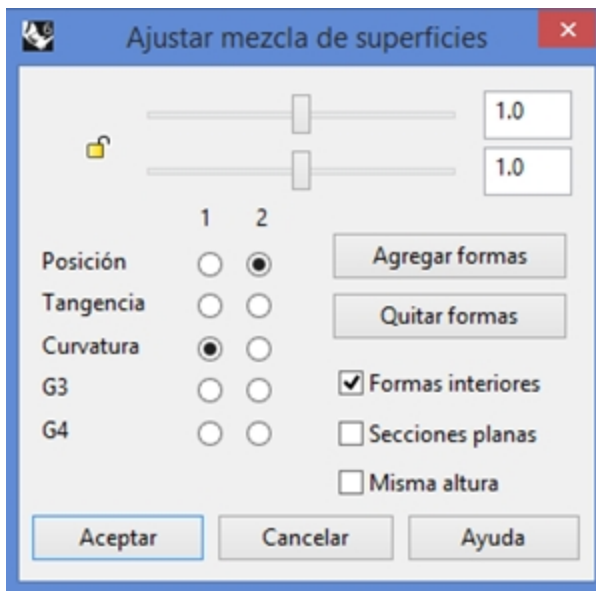 Ajustar mezcla de superficies
1.0
1.0
1 2
Posición
Agregar formas
Tangencia
Quitar formas
Curvatura
Formas interiores
G3
Secciones planas
G4
Misma altura
Aceptar Cancelar Ayuda